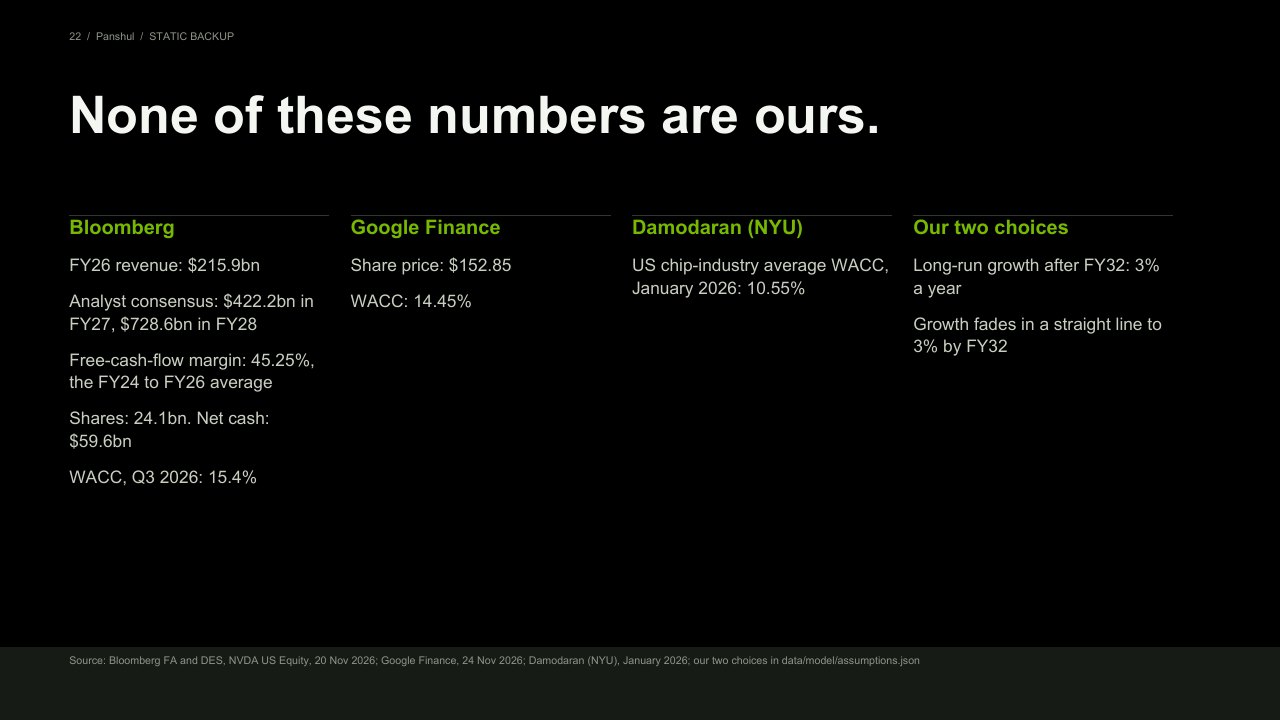 22 / Panshul / STATIC BACKUP
None of these numbers are ours.
Bloomberg
FY26 revenue: $215.9bn
Analyst consensus: $422.2bn in
FY27, $728.6bn in FY28
Free-cash-flow margin: 45.25%,
the FY24 to FY26 average
Shares: 24.1bn. Net cash:
$59.6bn
WACC, Q3 2026: 15.4%
Google Finance
Share price: $152.85
WACC: 14.45%
Damodaran (NYU)
US chip-industry average WACC,
January 2026: 10.55%
Our two choices
Long-run growth after FY32: 3%
a year
Growth fades in a straight line to
3% by FY32
Source: Bloomberg FA and DES, NVDA US Equity, 20 Nov 2026; Google Finance, 24 Nov 2026; Damodaran (NYU), January 2026; our two choices in data/model/assumptions.json